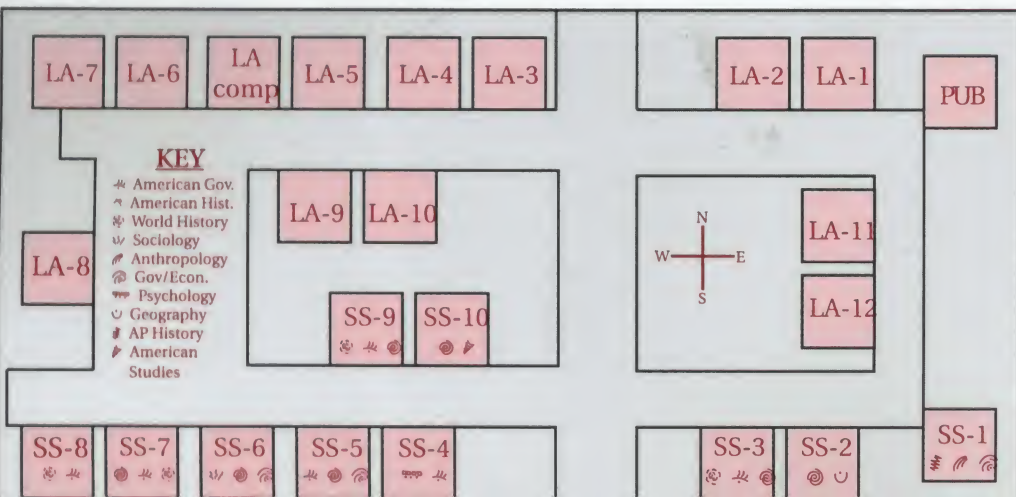 LA-7 LA-6 LA
comp LA-5 LA-4 LA-3 LA-2 LA-1
PUB
KEY
American Gov.
American Hist.
World History
Sociology
Anthropology
Gov/Econ.
Psychology
Geography
AP History
American
Studies
LA-9 LA-10
LA-11
N
W E
S
LA-8
LA-12
SS-9 SS-10
SS-8 SS-7 SS-6 SS-5 SS-4 SS-3 SS-2 SS-1